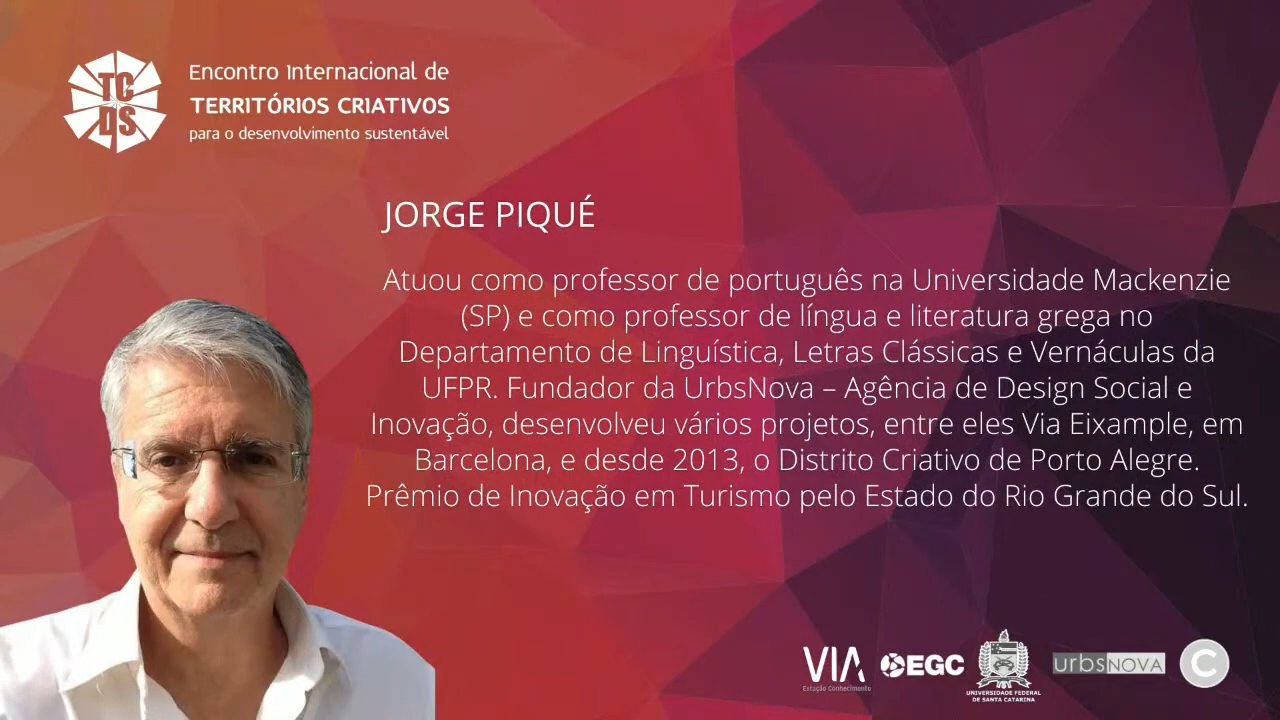 TC
DS
Encontro Internacional de
TERRITÓRIOS CRIATIVOS
para o desenvolvimento sustentável
JORGE PIQUÉ
Atuou como professor de português na Universidade Mackenzie
(SP) e como professor de língua e literatura grega no
Departamento de Linguística, Letras Clássicas e Vernáculas da
UFPR. Fundador da UrbsNova – Agência de Design Social e
Inovação, desenvolveu vários projetos, entre eles Via Eixample, em
Barcelona, e desde 2013, o Distrito Criativo de Porto Alegre.
Prêmio de Inovação em Turismo pelo Estado do Rio Grande do Sul.
VIA
Estação Conhecimento
EGC
UNIVERSIDADE FEDERAL
DE SANTA CATARINA
urbsNOVA
C